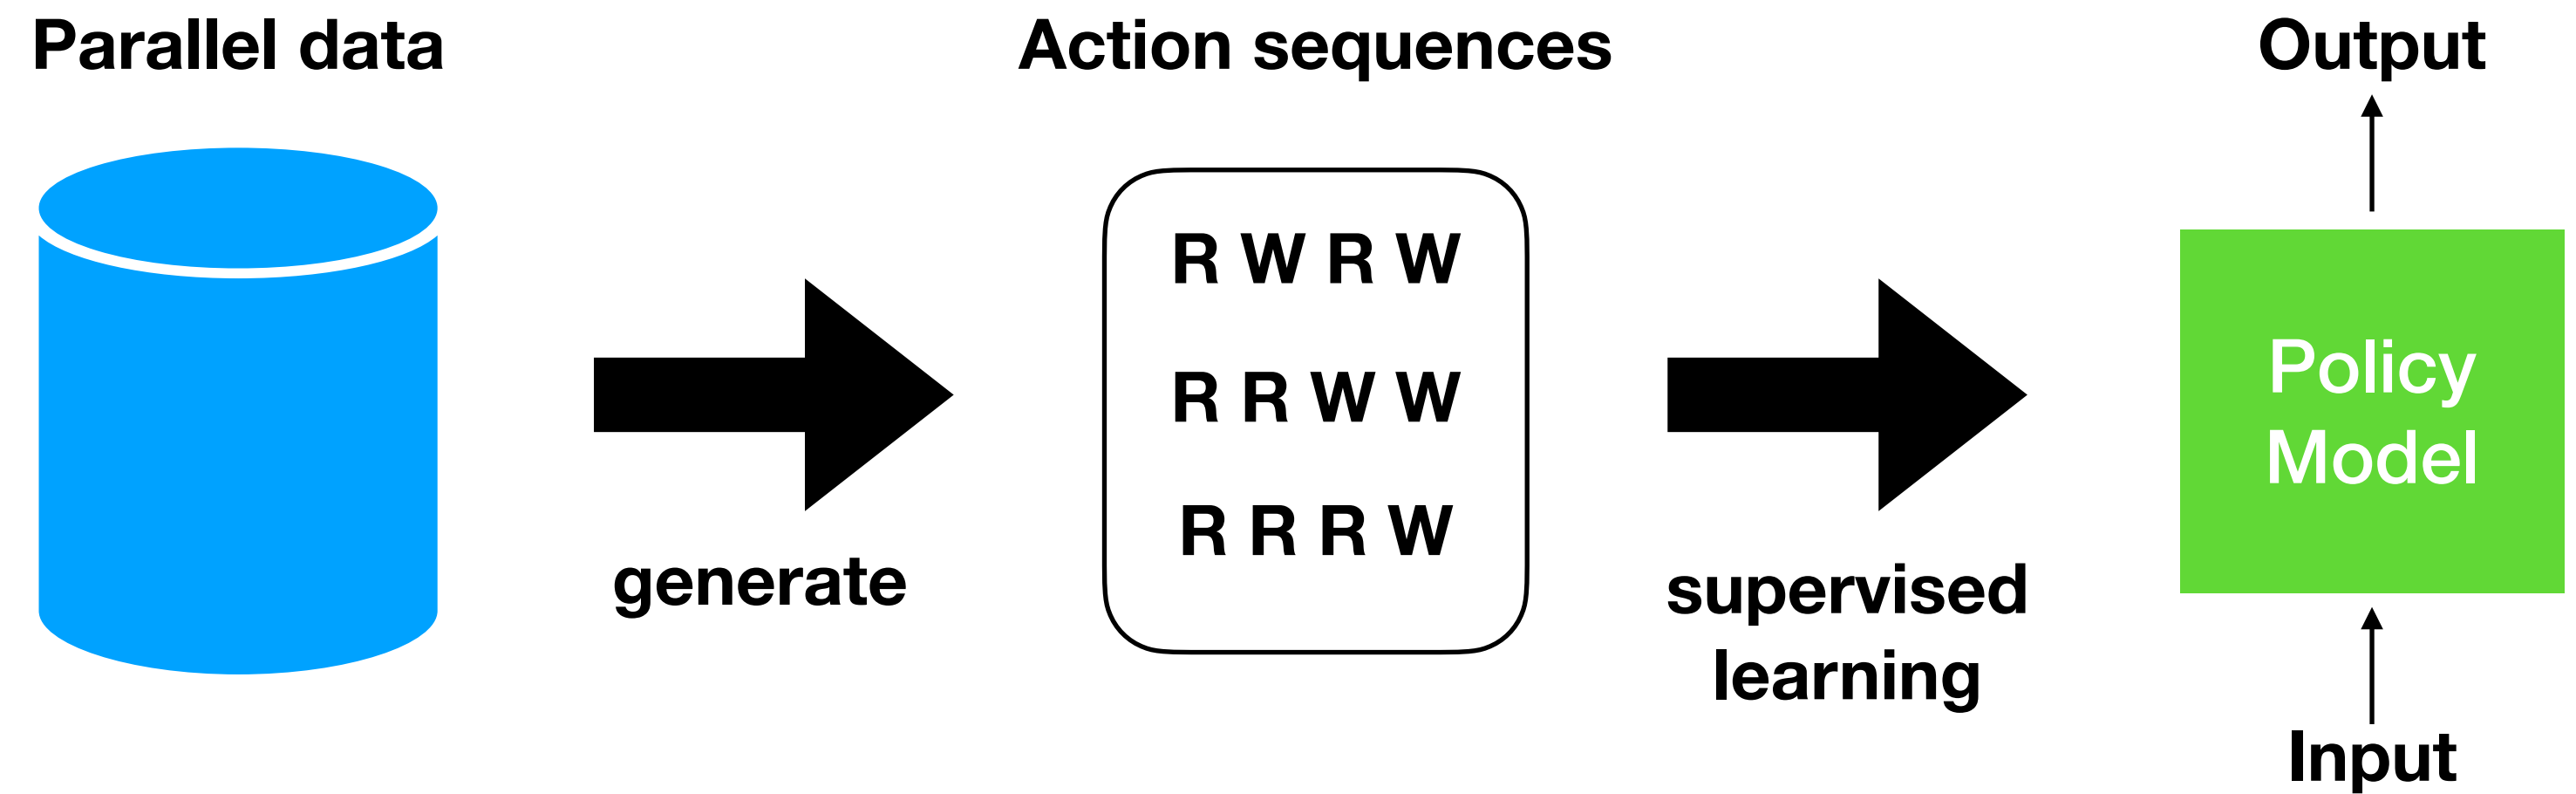 Parallel data
generate
Action sequences
R W R W
R R W W
R R R W
supervised
learning
Output
Policy
Model
Input